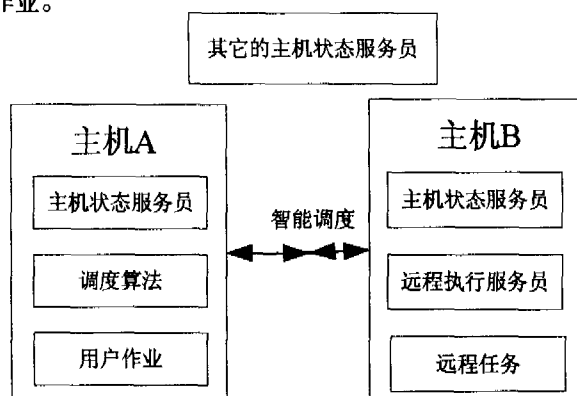 作业。
其它的主机状态服务员
主机A
主机B
主机状态服务员
智能调度
主机状态服务员
调度算法
远程执行服务员
用户作业
远程任务